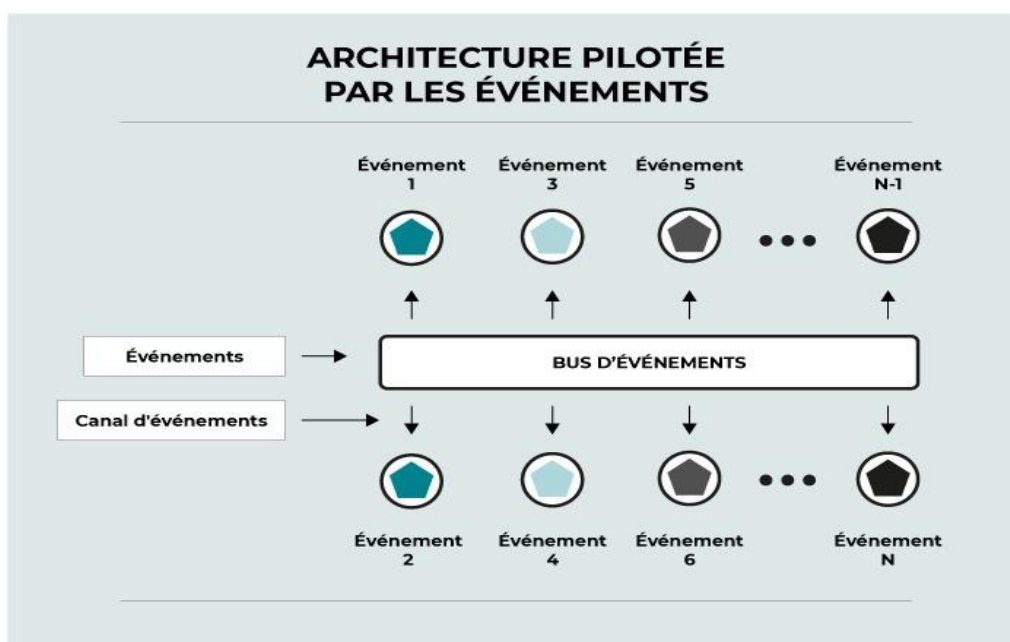 ARCHITECTURE PILOTÉE
PAR LES ÉVÉNEMENTS
Événement
1
Événement
3
Événement
5
Événement
N-1
Événements
BUS D'ÉVÉNEMENTS
Canal d'événements
Événement
2
Événement
4
Événement
6
Événement
N